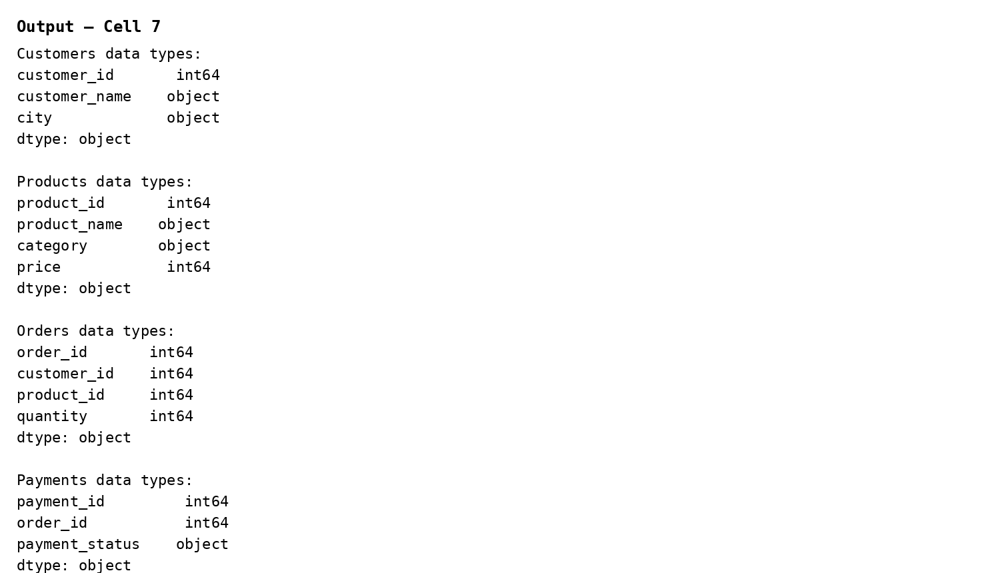 Output — Cell 7
Customers data types:
customer_id       int64
customer_name    object
city             object
dtype: object

Products data types:
product_id       int64
product_name    object
category        object
price            int64
dtype: object

Orders data types:
order_id       int64
customer_id    int64
product_id     int64
quantity       int64
dtype: object

Payments data types:
payment_id         int64
order_id           int64
payment_status    object
dtype: object